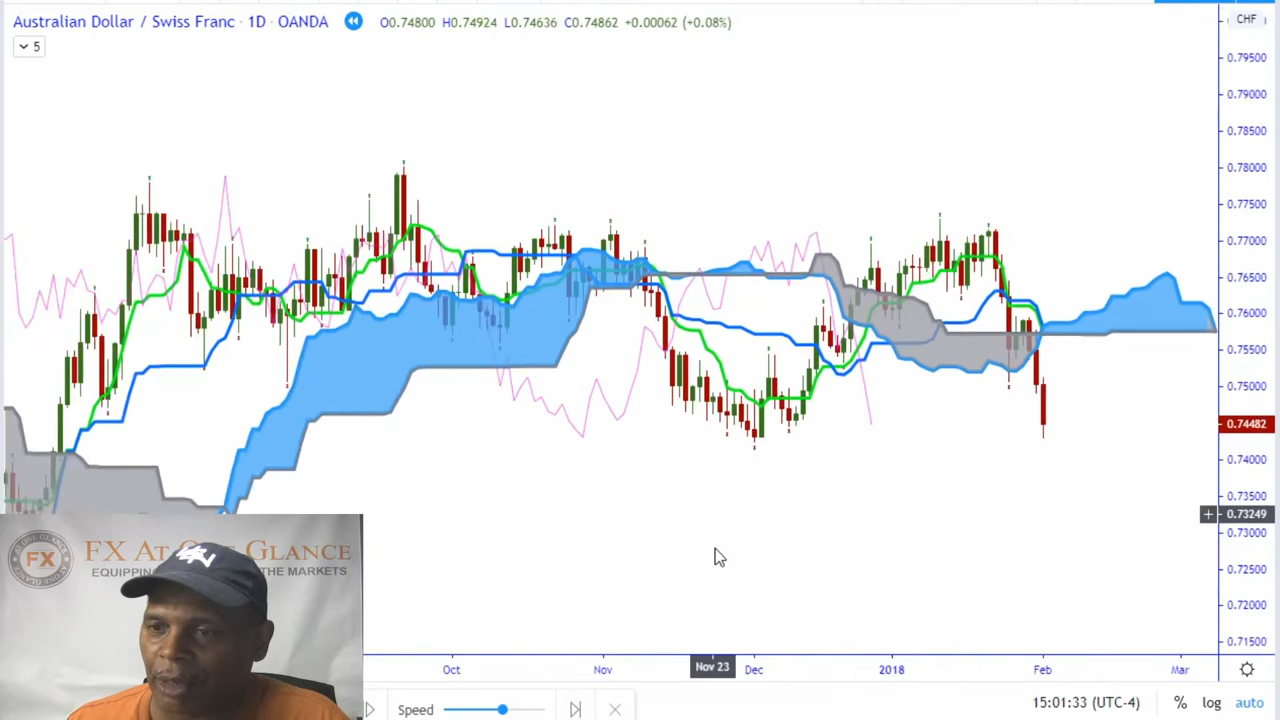 Australian Dollar / Swiss Franc · 1D · OANDA O0.74800 H0.74924 L0.74636 C0.74862 +0.00062 (+0.08%)
CHF
5
0.79500
0.79000
0.78500
0.78000
0.77500
0.77000
0.76500
0.76000
0.75500
0.75000
0.74482
0.74000
0.73500
0.73249
0.73000
0.72500
0.72000
0.71500
FX
FX At One Glance
EQUIPPING THE MARKETS
Oct Nov Nov 23 Dec 2018 Feb Mar
Speed
15:01:33 (UTC-4) % log auto